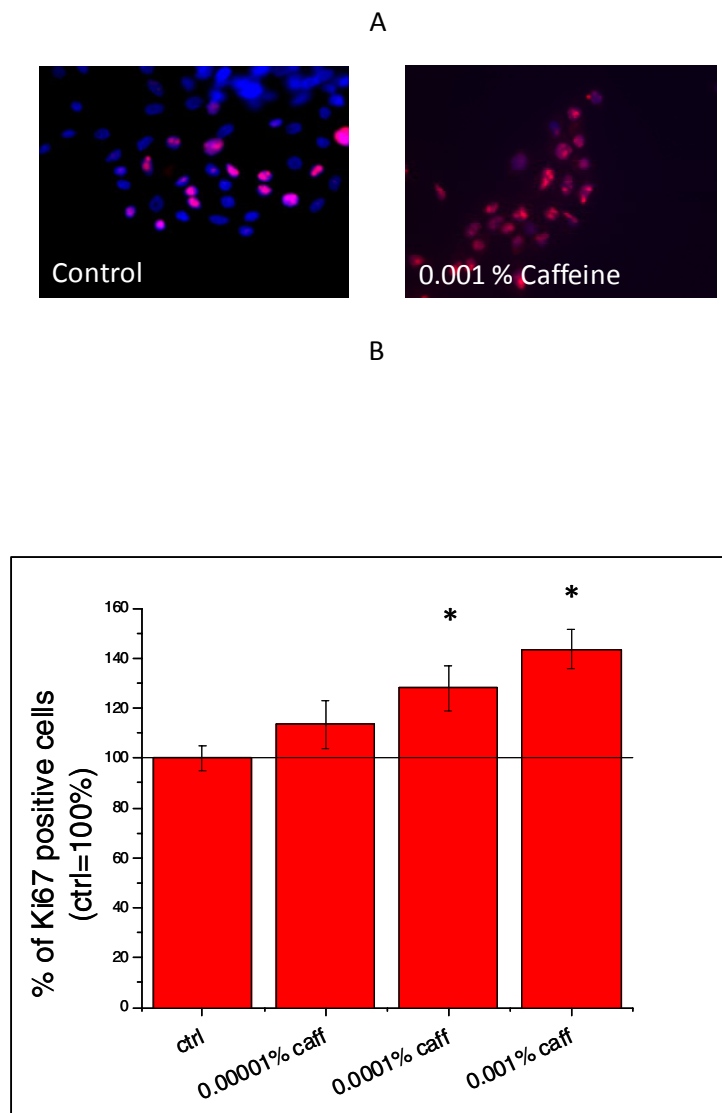 A
Control
0.001 % Caffeine
B
% of Ki67 positive cells
(ctrl=100%)
160
140
120
100
80
60
40
20
0
*
*
ctrl
0.00001% caff
0.0001% caff
0.001% caff